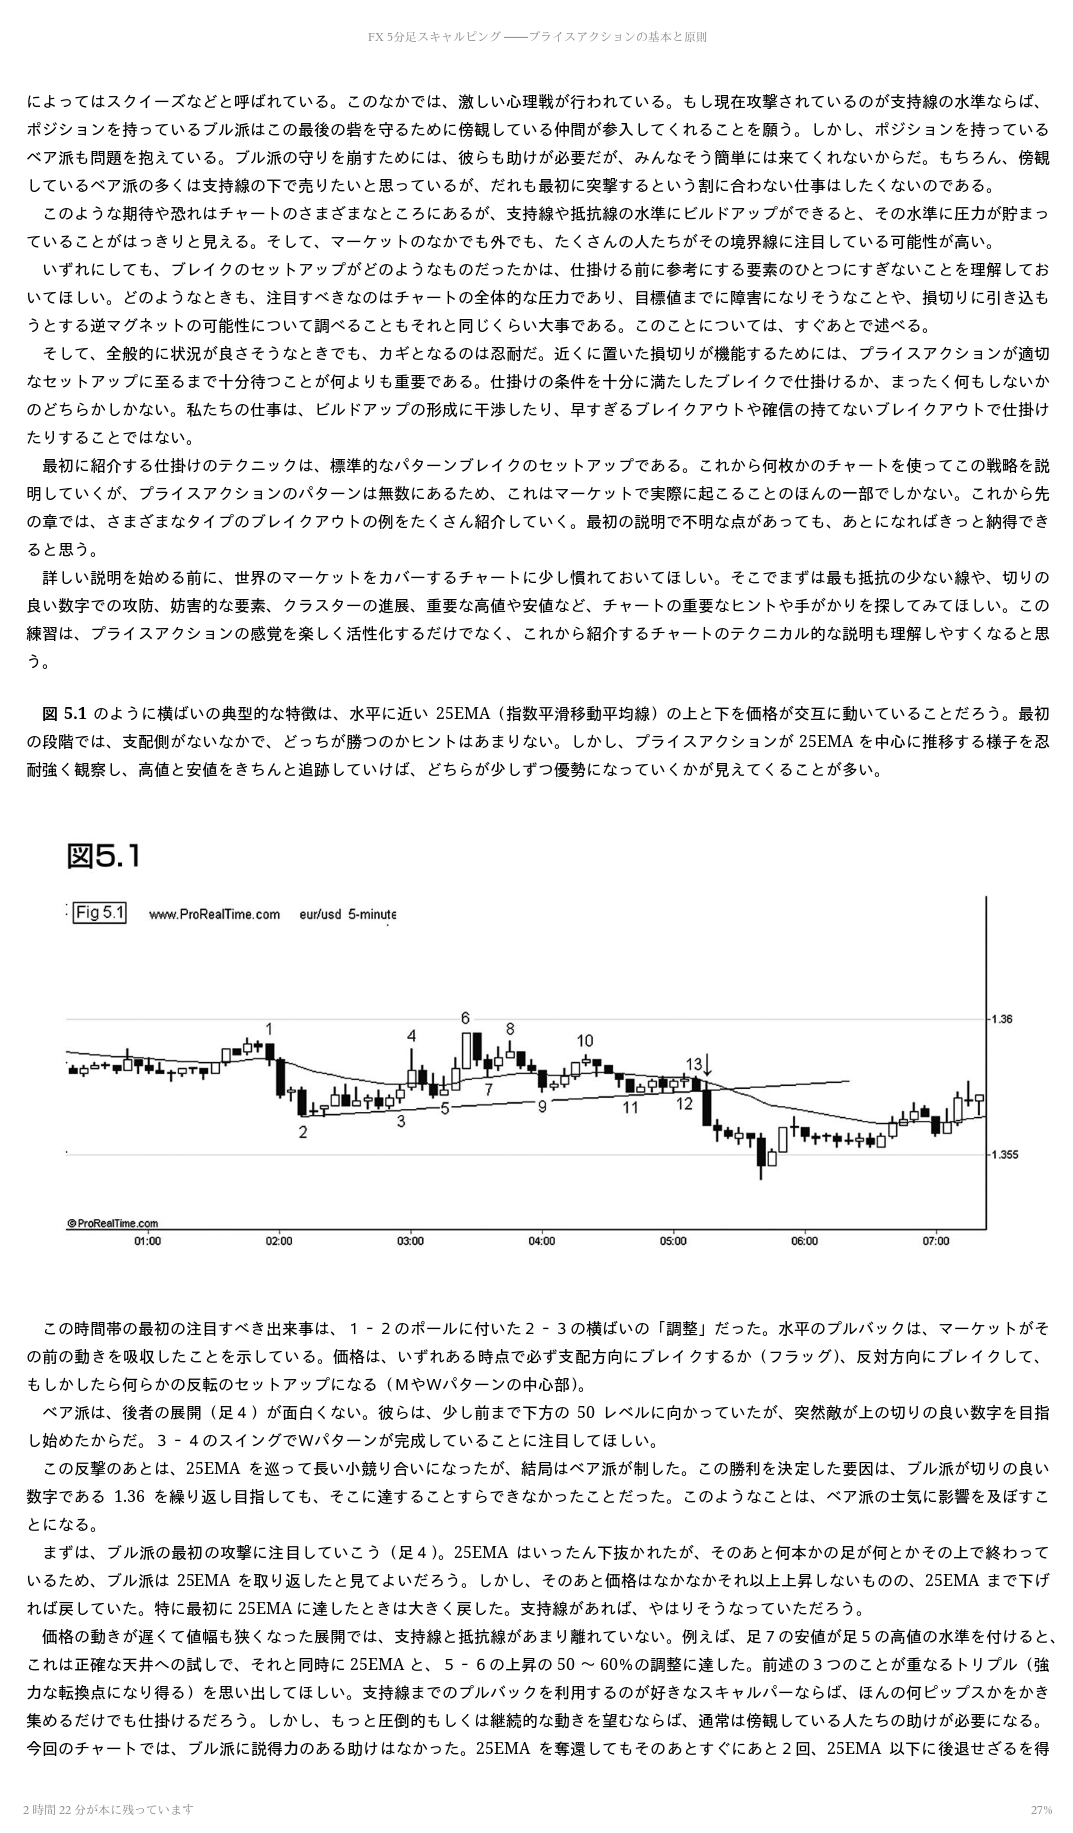 FX 5分足スキャルピング ――プライスアクションの基本と原則
によってはスクイーズなどと呼ばれている。このなかでは、激しい心理戦が行われている。もし現在攻撃されているのが支持線の水準ならば、
ポジションを持っているブル派はこの最後の砦を守るために傍観している仲間が参入してくれることを願う。しかし、ポジションを持っている
ベア派も問題を抱えている。ブル派の守りを崩すためには、彼らも助けが必要だが、みんなそう簡単には来てくれないからだ。もちろん、傍観
しているベア派の多くは支持線の下で売りたいと思っているが、だれも最初に突撃するという割に合わない仕事はしたくないのである。
このような期待や恐れはチャートのさまざまなところにあるが、支持線や抵抗線の水準にビルドアップができると、その水準に圧力が貯まっ
ていることがはっきりと見える。そして、マーケットのなかでも外でも、たくさんの人たちがその境界線に注目している可能性が高い。
いずれにしても、ブレイクのセットアップがどのようなものだったかは、仕掛ける前に参考にする要素のひとつにすぎないことを理解してお
いてほしい。どのようなときも、注目すべきなのはチャートの全体的な圧力であり、目標値までに障害になりそうなことや、損切りに引き込も
うとする逆マグネットの可能性について調べることもそれと同じくらい大事である。このことについては、すぐあとで述べる。
そして、全般的に状況が良さそうなときでも、カギとなるのは忍耐だ。近くに置いた損切りが機能するためには、プライスアクションが適切
なセットアップに至るまで十分待つことが何よりも重要である。仕掛けの条件を十分に満たしたブレイクで仕掛けるか、まったく何もしないか
のどちらかしかない。私たちの仕事は、ビルドアップの形成に干渉したり、早すぎるブレイクアウトや確信の持てないブレイクアウトで仕掛け
たりすることではない。
最初に紹介する仕掛けのテクニックは、標準的なパターンブレイクのセットアップである。これから何枚かのチャートを使ってこの戦略を説
明していくが、プライスアクションのパターンは無数にあるため、これはマーケットで実際に起こることのほんの一部でしかない。これから先
の章では、さまざまなタイプのブレイクアウトの例をたくさん紹介していく。最初の説明で不明な点があっても、あとになればきっと納得でき
ると思う。
詳しい説明を始める前に、世界のマーケットをカバーするチャートに少し慣れておいてほしい。そこでまずは最も抵抗の少ない線や、切りの
良い数字での攻防、妨害的な要素、クラスターの進展、重要な高値や安値など、チャートの重要なヒントや手がかりを探してみてほしい。この
練習は、プライスアクションの感覚を楽しく活性化するだけでなく、これから紹介するチャートのテクニカル的な説明も理解しやすくなると思
う。
図 5.1 のように横ばいの典型的な特徴は、水平に近い 25EMA（指数平滑移動平均線）の上と下を価格が交互に動いていることだろう。最初
の段階では、支配側がないなかで、どっちが勝つのかヒントはあまりない。しかし、プライスアクションが 25EMA を中心に推移する様子を忍
耐強く観察し、高値と安値をきちんと追跡していけば、どちらが少しずつ優勢になっていくかが見えてくることが多い。
図5.1
Fig 5.1 www.ProRealTime.com eur/usd 5-minute
1 2 3 4 5 6 7 8 9 10 11 12 13
1.36
1.355
© ProRealTime.com
01:00 02:00 03:00 04:00 05:00 06:00 07:00
この時間帯の最初の注目すべき出来事は、１‐２のポールに付いた２‐３の横ばいの「調整」だった。水平のプルバックは、マーケットがそ
の前の動きを吸収したことを示している。価格は、いずれある時点で必ず支配方向にブレイクするか（フラッグ）、反対方向にブレイクして、
もしかしたら何らかの反転のセットアップになる（ＭやＷパターンの中心部）。
ベア派は、後者の展開（足４）が面白くない。彼らは、少し前まで下方の 50 レベルに向かっていたが、突然敵が上の切りの良い数字を目指
し始めたからだ。３‐４のスイングでＷパターンが完成していることに注目してほしい。
この反撃のあとは、25EMA を巡って長い小競り合いになったが、結局はベア派が制した。この勝利を決定した要因は、ブル派が切りの良い
数字である 1.36 を繰り返し目指しても、そこに達することすらできなかったことだった。このようなことは、ベア派の士気に影響を及ぼすこ
とになる。
まずは、ブル派の最初の攻撃に注目していこう（足４）。25EMA はいったん下抜かれたが、そのあと何本かの足が何とかその上で終わって
いるため、ブル派は 25EMA を取り返したと見てよいだろう。しかし、そのあと価格はなかなかそれ以上上昇しないものの、25EMA まで下げ
れば戻していた。特に最初に 25EMA に達したときは大きく戻した。支持線があれば、やはりそうなっていただろう。
価格の動きが遅くて値幅も狭くなった展開では、支持線と抵抗線があまり離れていない。例えば、足７の安値が足５の高値の水準を付けると、
これは正確な天井への試しで、それと同時に 25EMA と、５‐６の上昇の 50 ～ 60%の調整に達した。前述の３つのことが重なるトリプル（強
力な転換点になり得る）を思い出してほしい。支持線までのプルバックを利用するのが好きなスキャルパーならば、ほんの何ピップスかをかき
集めるだけでも仕掛けるだろう。しかし、もっと圧倒的もしくは継続的な動きを望むならば、通常は傍観している人たちの助けが必要になる。
今回のチャートでは、ブル派に説得力のある助けはなかった。25EMA を奪還してもそのあとすぐにあと２回、25EMA 以下に後退せざるを得
2 時間 22 分が本に残っています 27%